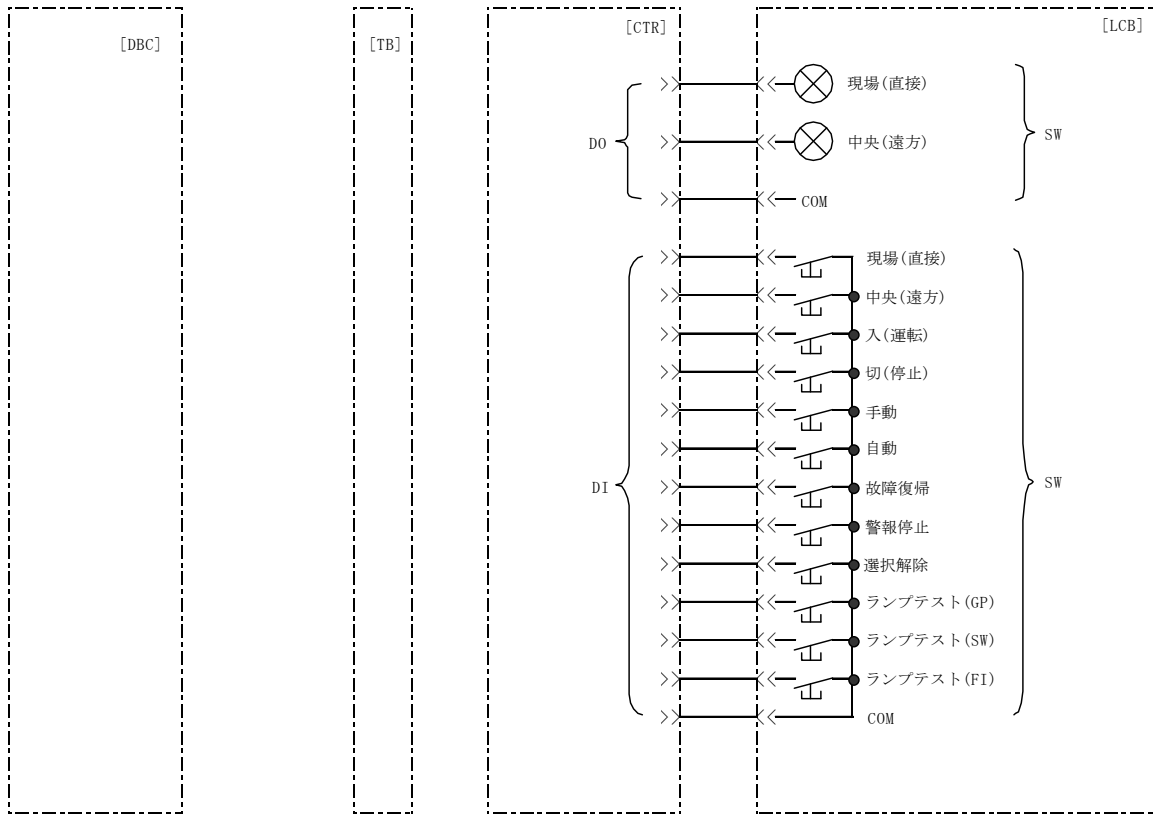 [DBC]
[TB]
[CTR]
[LCB]
現場(直接)
DO
中央(遠方)
SW
COM
現場(直接)
中央(遠方)
入(運転)
切(停止)
手動
自動
DI
故障復帰
SW
警報停止
選択解除
ランプテスト(GP)
ランプテスト(SW)
ランプテスト(FI)
COM